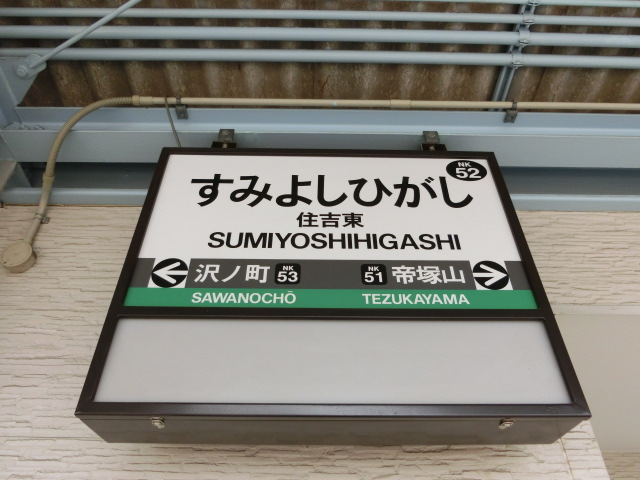 NK
52
すみよしひがし
住吉東
SUMIYOSHIHIGASHI
沢ノ町 NK 53 NK 51 帝塚山
SAWANOCHŌ TEZUKAYAMA